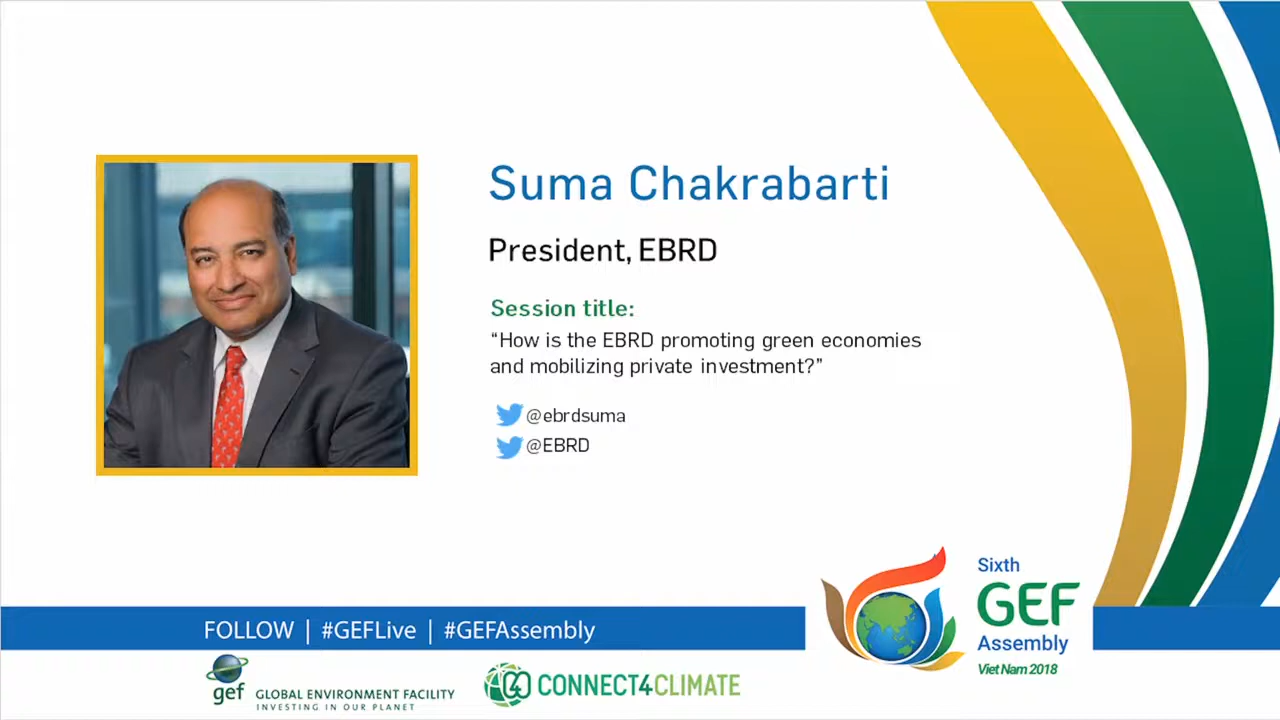 Suma Chakrabarti
President, EBRD
Session title:
“How is the EBRD promoting green economies
and mobilizing private investment?”
@ebrdsuma
@EBRD
Sixth
GEF
Assembly
Viet Nam 2018
FOLLOW | #GEFLive | #GEFAssembly
gef GLOBAL ENVIRONMENT FACILITY
INVESTING IN OUR PLANET
C4C CONNECT4CLIMATE